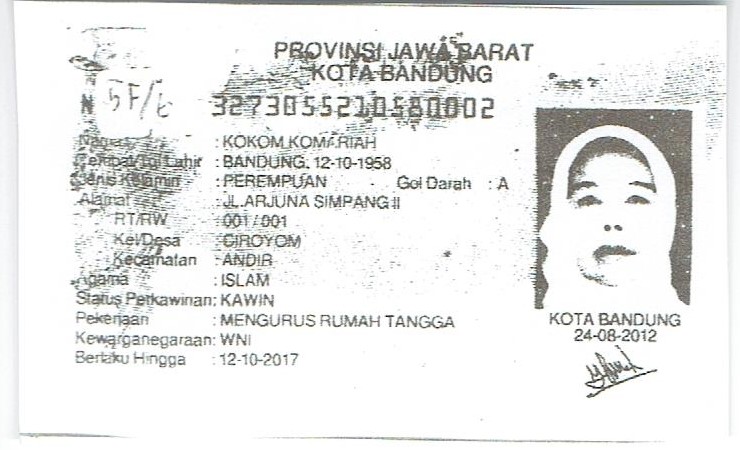 PROVINSI JAWA BARAT
KOTA BANDUNG
NIK 3273055210580002
Nama : KOKOM KOMARIAH
Tempat/Tgl Lahir : BANDUNG, 12-10-1958
Jenis Kelamin : PEREMPUAN Gol Darah : A
Alamat : JL.ARJUNA SIMPANG II
RT/RW : 001 / 001
Kel/Desa : CIROYOM
Kecamatan : ANDIR
Agama : ISLAM
Status Perkawinan: KAWIN
Pekerjaan : MENGURUS RUMAH TANGGA
Kewarganegaraan: WNI
Berlaku Hingga : 12-10-2017
KOTA BANDUNG
24-08-2012